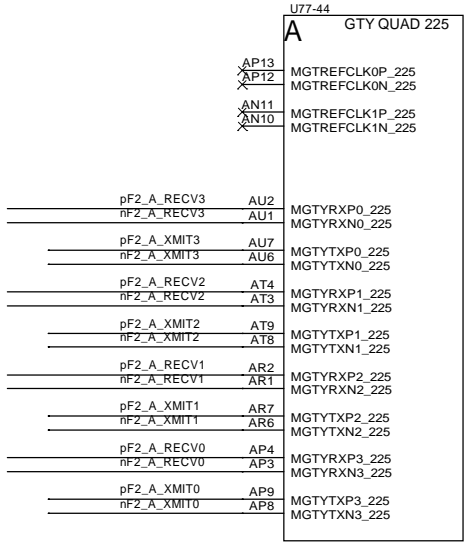 U77-44
A GTY QUAD 225
AP13 MGTREFCLK0P_225
AP12 MGTREFCLK0N_225
AN11 MGTREFCLK1P_225
AN10 MGTREFCLK1N_225
pF2_A_RECV3 AU2 MGTYRXP0_225
nF2_A_RECV3 AU1 MGTYRXN0_225
pF2_A_XMIT3 AU7 MGTYTXP0_225
nF2_A_XMIT3 AU6 MGTYTXN0_225
pF2_A_RECV2 AT4 MGTYRXP1_225
nF2_A_RECV2 AT3 MGTYRXN1_225
pF2_A_XMIT2 AT9 MGTYTXP1_225
nF2_A_XMIT2 AT8 MGTYTXN1_225
pF2_A_RECV1 AR2 MGTYRXP2_225
nF2_A_RECV1 AR1 MGTYRXN2_225
pF2_A_XMIT1 AR7 MGTYTXP2_225
nF2_A_XMIT1 AR6 MGTYTXN2_225
pF2_A_RECV0 AP4 MGTYRXP3_225
nF2_A_RECV0 AP3 MGTYRXN3_225
pF2_A_XMIT0 AP9 MGTYTXP3_225
nF2_A_XMIT0 AP8 MGTYTXN3_225